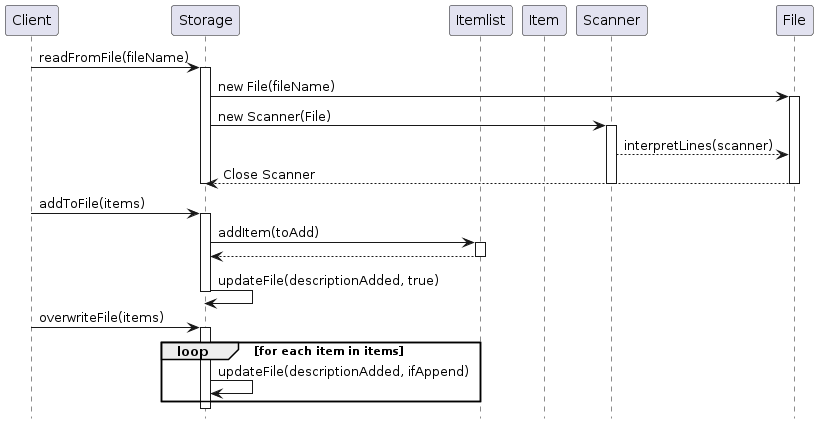 Client Storage Itemlist Item Scanner File
readFromFile(fileName)
new File(fileName)
new Scanner(File)
interpretLines(scanner)
Close Scanner
addToFile(items)
addItem(toAdd)
updateFile(descriptionAdded, true)
overwriteFile(items)
loop [for each item in items]
updateFile(descriptionAdded, ifAppend)